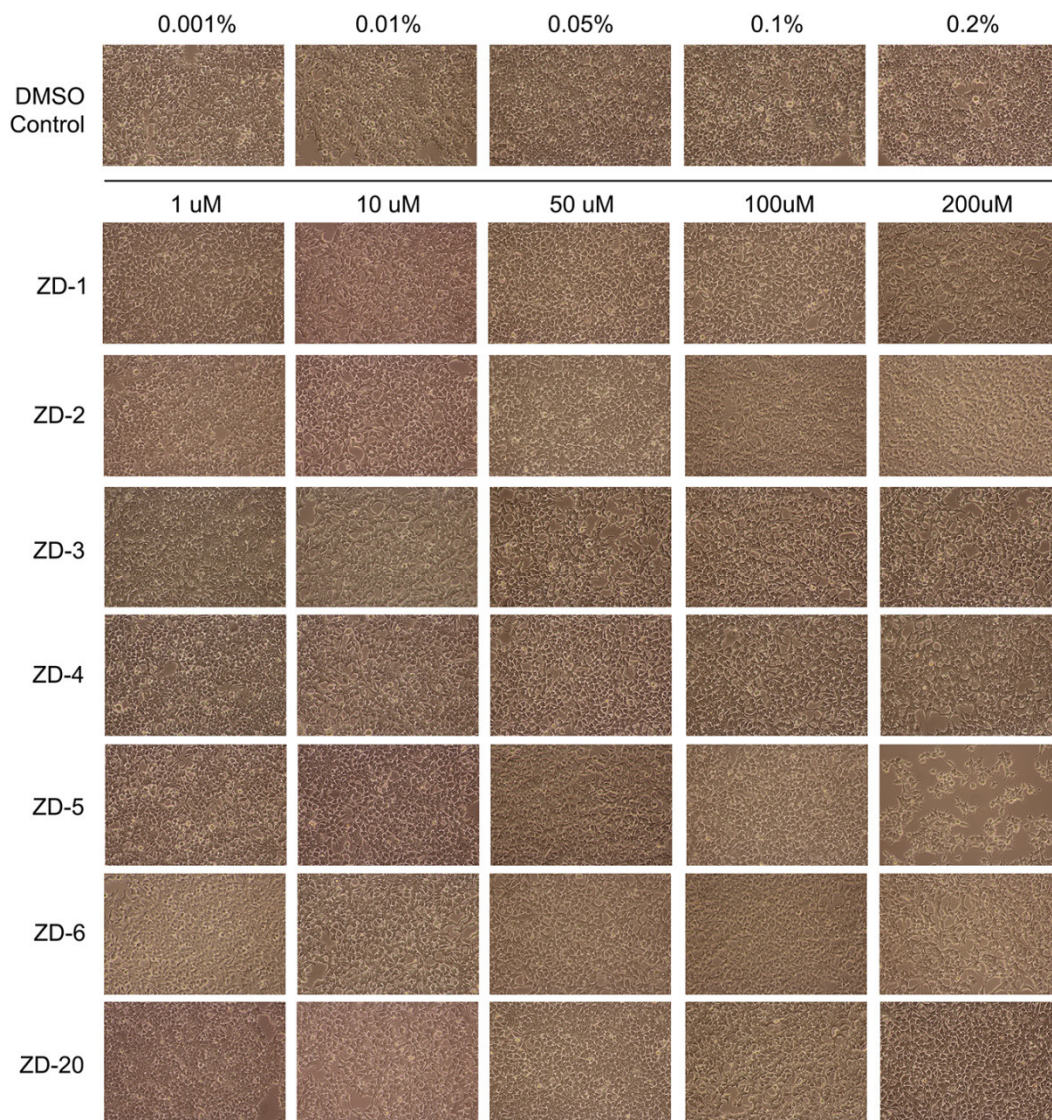 0.001% 0.01% 0.05% 0.1% 0.2%
DMSO
Control
1 uM 10 uM 50 uM 100uM 200uM
ZD-1
ZD-2
ZD-3
ZD-4
ZD-5
ZD-6
ZD-20